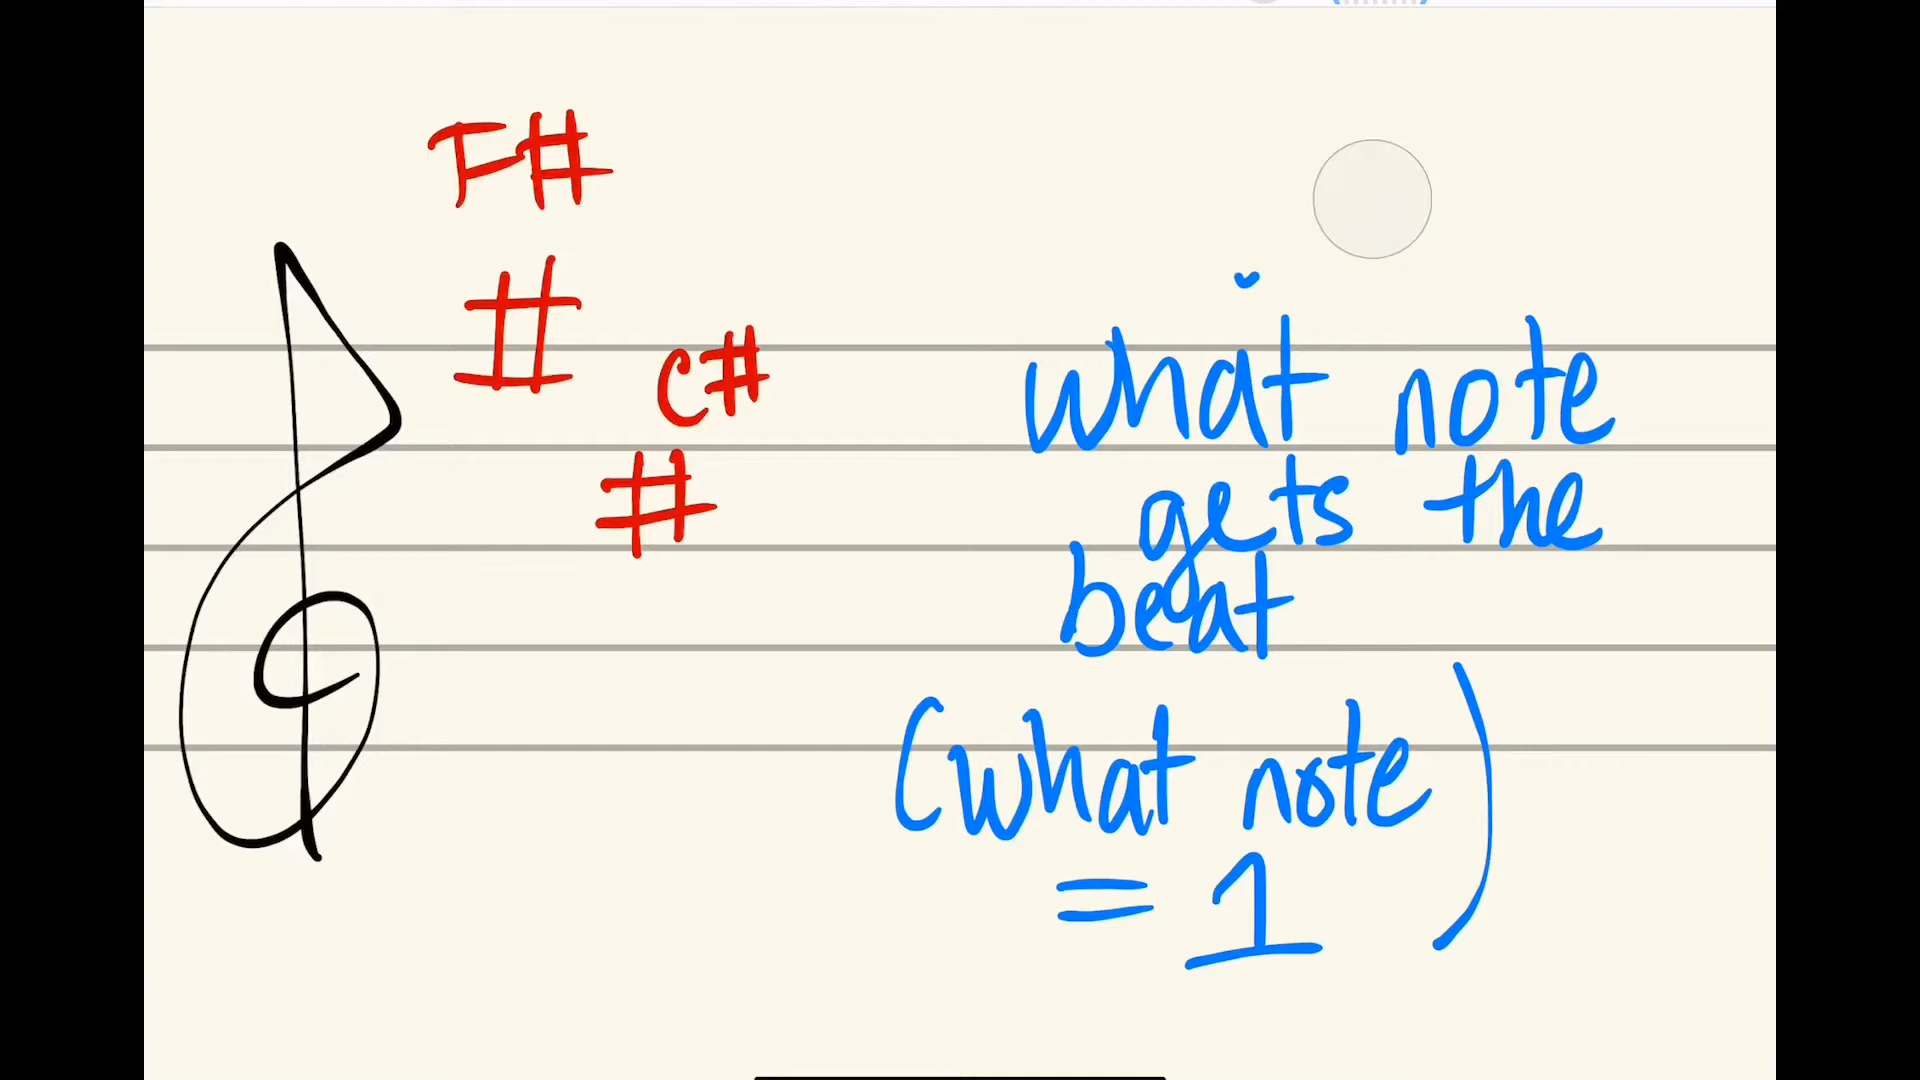 F#
#
C#
#
what note
gets the
beat
(what note
= 1)